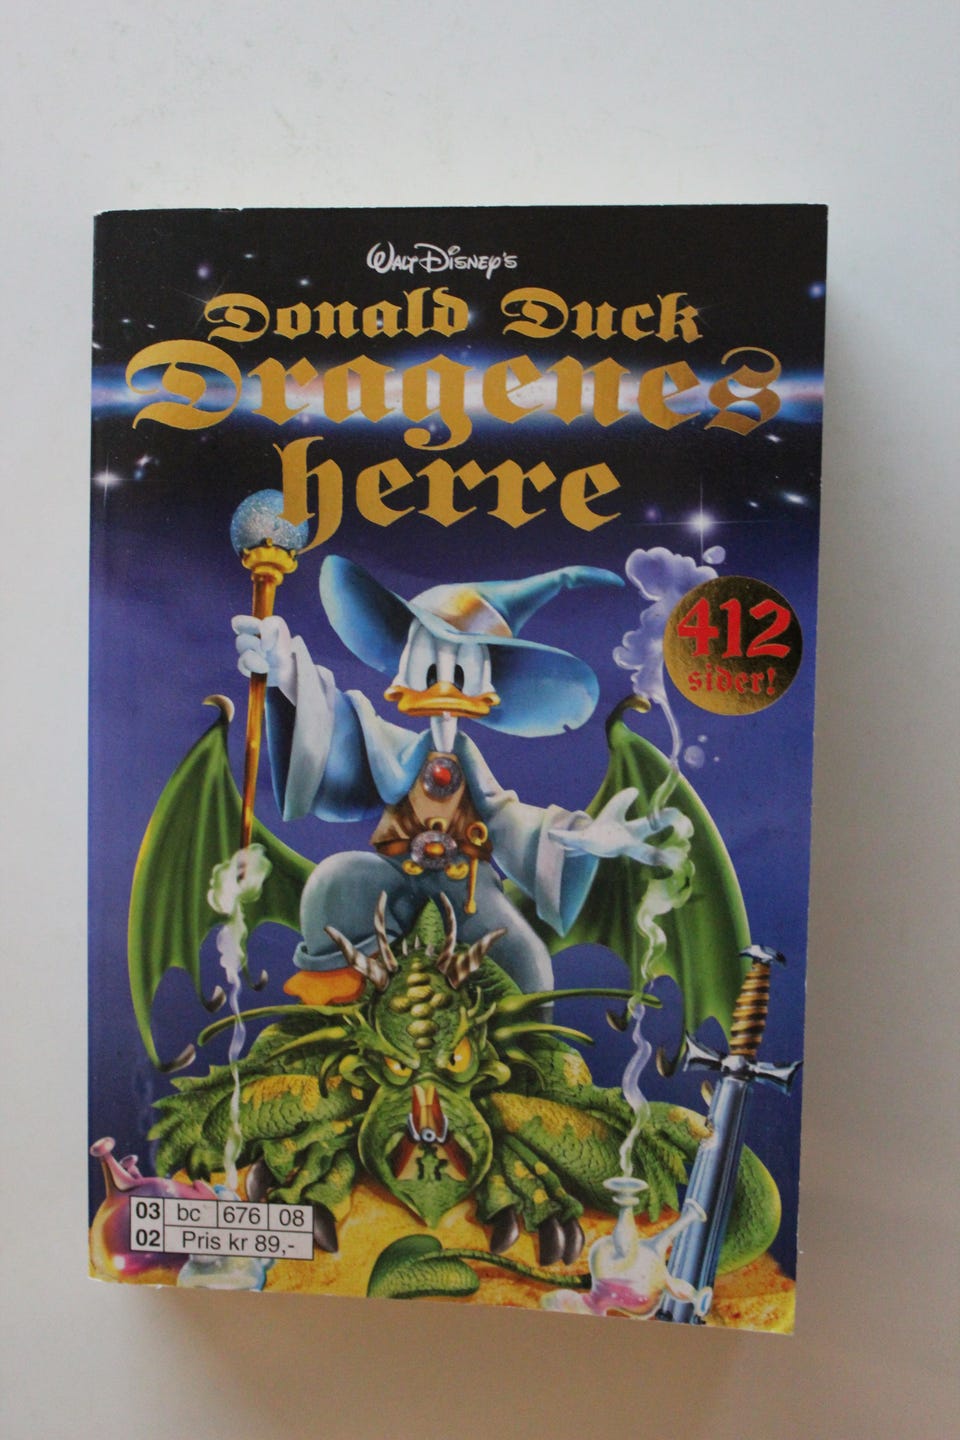 Walt Disney's
Donald Duck
Dragenes
herre
412
sider!
03 bc 676 08
02 Pris kr 89,-